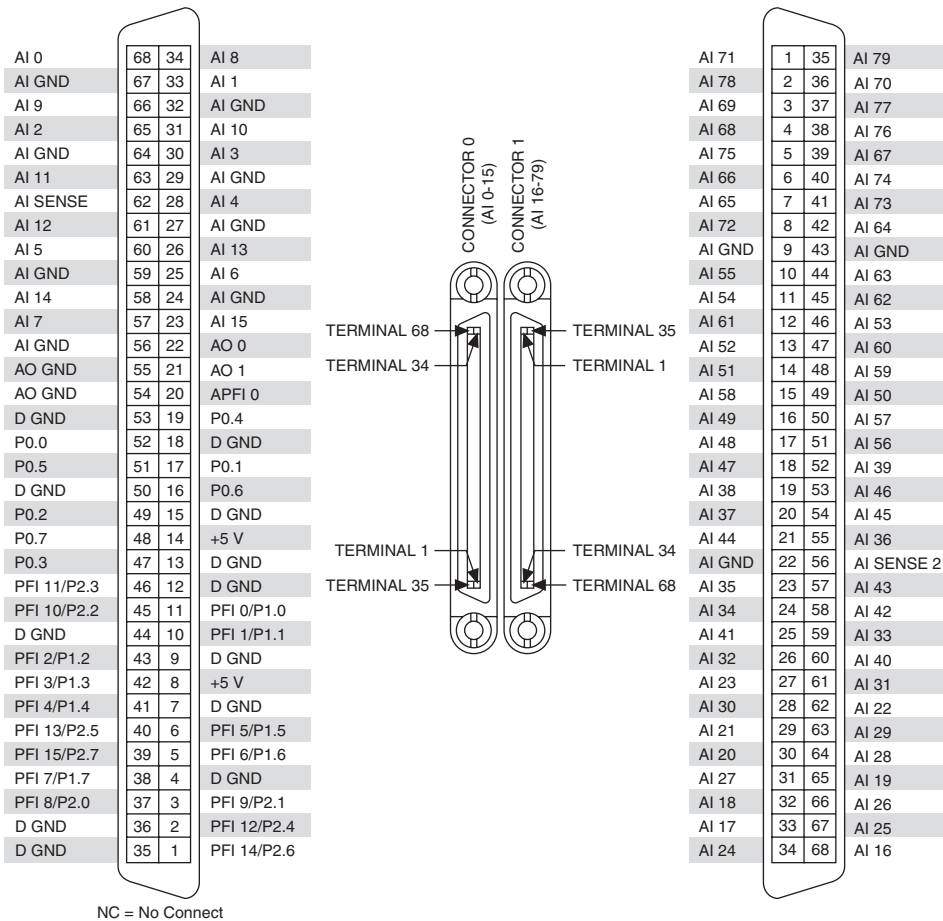 AI 0 68 34 AI 8
AI GND 67 33 AI 1
AI 9 66 32 AI GND
AI 2 65 31 AI 10
AI GND 64 30 AI 3
AI 11 63 29 AI GND
AI SENSE 62 28 AI 4
AI 12 61 27 AI GND
AI 5 60 26 AI 13
AI GND 59 25 AI 6
AI 14 58 24 AI GND
AI 7 57 23 AI 15
AI GND 56 22 AO 0
AO GND 55 21 AO 1
AO GND 54 20 APFI 0
D GND 53 19 P0.4
P0.0 52 18 D GND
P0.5 51 17 P0.1
D GND 50 16 P0.6
P0.2 49 15 D GND
P0.7 48 14 +5 V
P0.3 47 13 D GND
PFI 11/P2.3 46 12 D GND
PFI 10/P2.2 45 11 PFI 0/P1.0
D GND 44 10 PFI 1/P1.1
PFI 2/P1.2 43 9 D GND
PFI 3/P1.3 42 8 +5 V
PFI 4/P1.4 41 7 D GND
PFI 13/P2.5 40 6 PFI 5/P1.5
PFI 15/P2.7 39 5 PFI 6/P1.6
PFI 7/P1.7 38 4 D GND
PFI 8/P2.0 37 3 PFI 9/P2.1
D GND 36 2 PFI 12/P2.4
D GND 35 1 PFI 14/P2.6
NC = No Connect
CONNECTOR 0
(AI 0-15)
CONNECTOR 1
(AI 16-79)
TERMINAL 68
TERMINAL 35
TERMINAL 34
TERMINAL 1
TERMINAL 1
TERMINAL 34
TERMINAL 35
TERMINAL 68
AI 71 1 35 AI 79
AI 78 2 36 AI 70
AI 69 3 37 AI 77
AI 68 4 38 AI 76
AI 75 5 39 AI 67
AI 66 6 40 AI 74
AI 65 7 41 AI 73
AI 72 8 42 AI 64
AI GND 9 43 AI GND
AI 55 10 44 AI 63
AI 54 11 45 AI 62
AI 61 12 46 AI 53
AI 52 13 47 AI 60
AI 51 14 48 AI 59
AI 58 15 49 AI 50
AI 49 16 50 AI 57
AI 48 17 51 AI 56
AI 47 18 52 AI 39
AI 38 19 53 AI 46
AI 37 20 54 AI 45
AI 44 21 55 AI 36
AI GND 22 56 AI SENSE 2
AI 35 23 57 AI 43
AI 34 24 58 AI 42
AI 41 25 59 AI 33
AI 32 26 60 AI 40
AI 23 27 61 AI 31
AI 30 28 62 AI 22
AI 21 29 63 AI 29
AI 20 30 64 AI 28
AI 27 31 65 AI 19
AI 18 32 66 AI 26
AI 17 33 67 AI 25
AI 24 34 68 AI 16